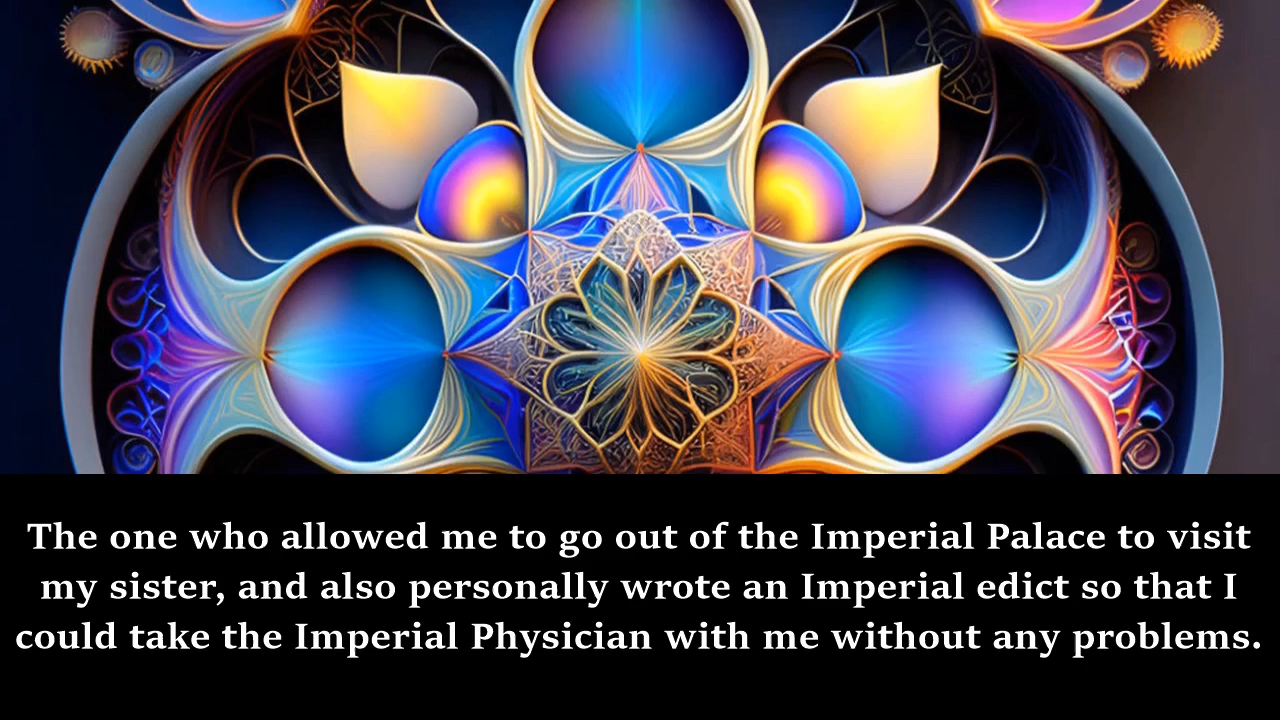 The one who allowed me to go out of the Imperial Palace to visit
my sister, and also personally wrote an Imperial edict so that I
could take the Imperial Physician with me without any problems.